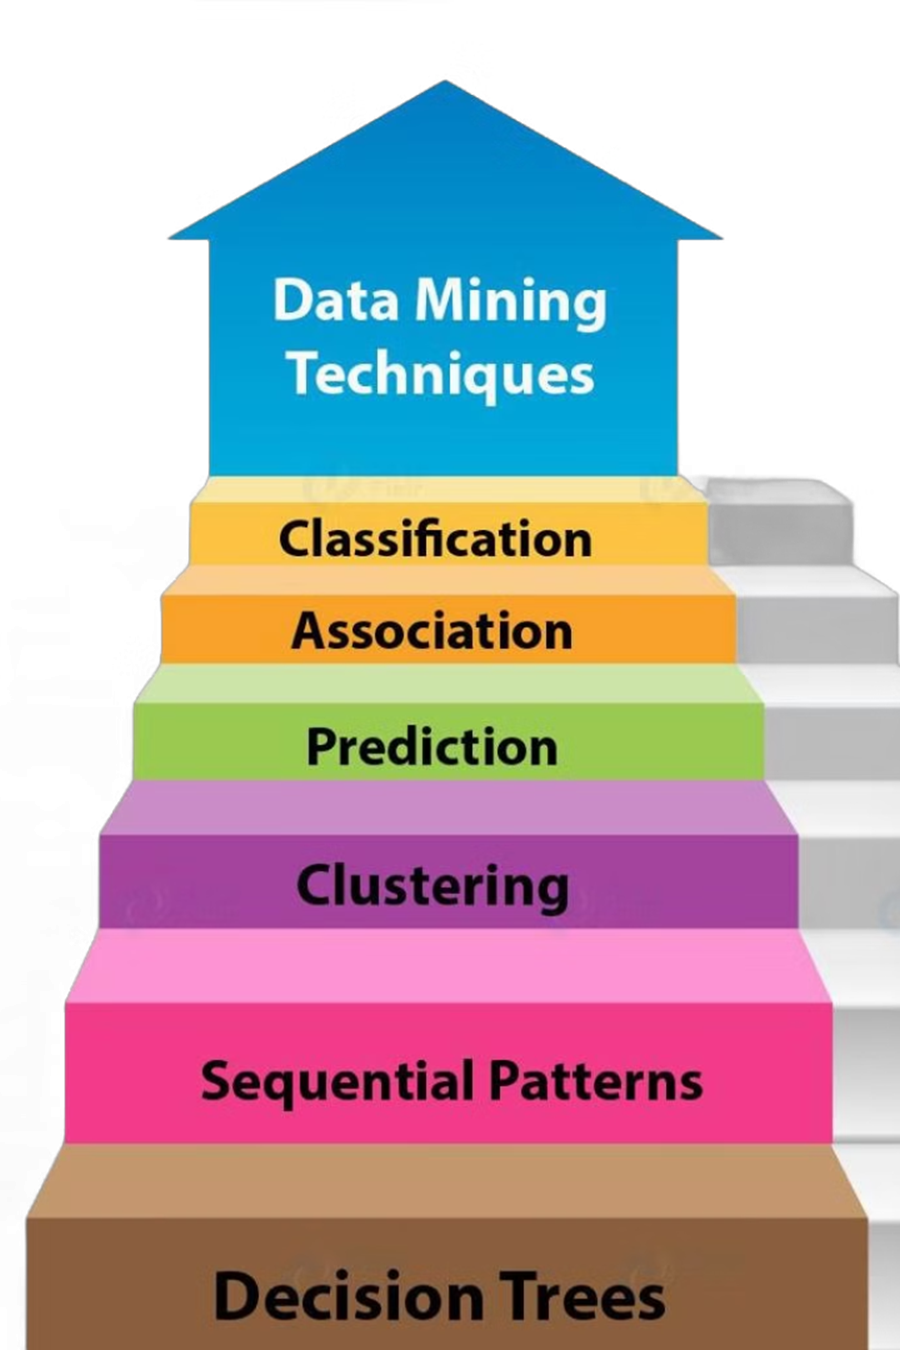 Data Mining
Techniques
Classification
Association
Prediction
Clustering
Sequential Patterns
Decision Trees